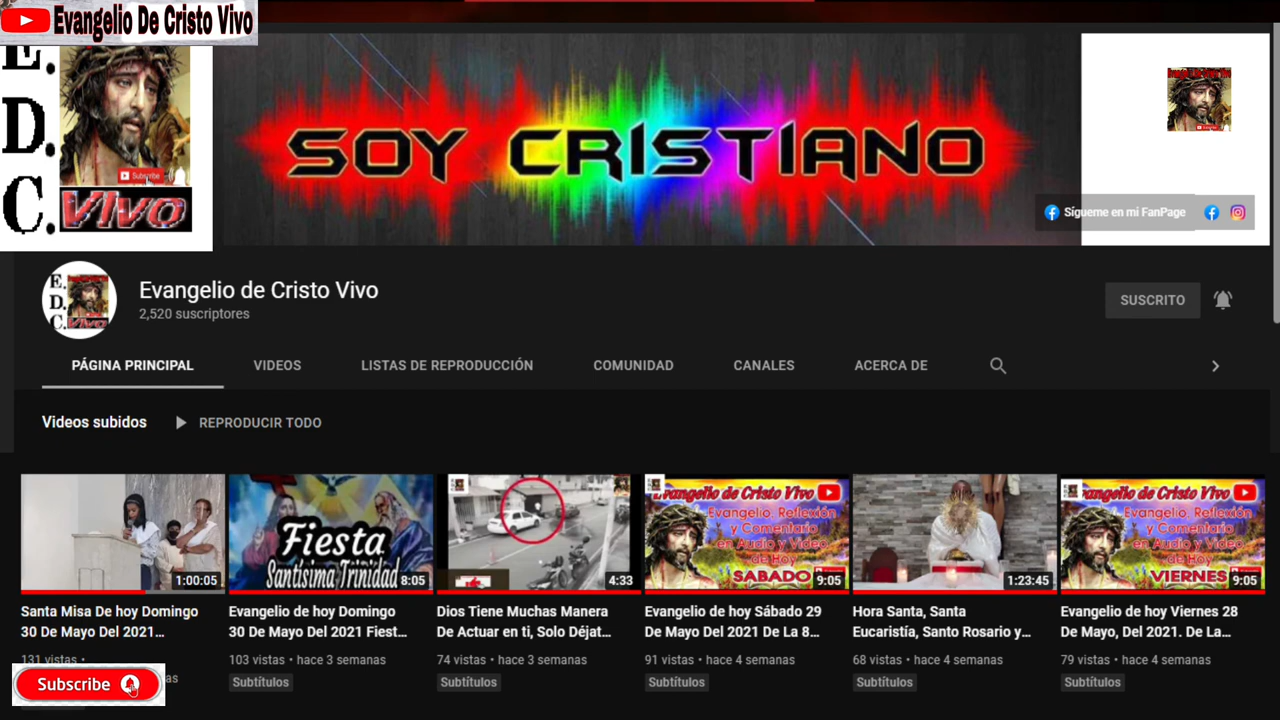 Evangelio De Cristo Vivo
E.
D.
C.
Vivo
Subscribe
SOY CRISTIANO
Sígueme en mi FanPage
Evangelio de Cristo Vivo
2,520 suscriptores
SUSCRITO
PÁGINA PRINCIPAL
VIDEOS
LISTAS DE REPRODUCCIÓN
COMUNIDAD
CANALES
ACERCA DE
Videos subidos
REPRODUCIR TODO
1:00:05
Fiesta
Santísima Trinidad
8:05
4:33
Evangelio de Cristo Vivo
Evangelio, Reflexión
y Comentario
en Audio y Video
de Hoy
SABADO
9:05
1:23:45
Evangelio de Cristo Vivo
Evangelio, Reflexión
y Comentario
en Audio y Video
de Hoy
VIERNES
9:05
Santa Misa De hoy Domingo
30 De Mayo Del 2021...
131 vistas •
Evangelio de hoy Domingo
30 De Mayo Del 2021 Fiest...
103 vistas • hace 3 semanas
Subtítulos
Dios Tiene Muchas Manera
De Actuar en ti, Solo Déjat...
74 vistas • hace 3 semanas
Subtítulos
Evangelio de hoy Sábado 29
De Mayo Del 2021 De La 8...
91 vistas • hace 4 semanas
Subtítulos
Hora Santa, Santa
Eucaristía, Santo Rosario y...
68 vistas • hace 4 semanas
Subtítulos
Evangelio de hoy Viernes 28
De Mayo, Del 2021. De La...
79 vistas • hace 4 semanas
Subtítulos
Subscribe